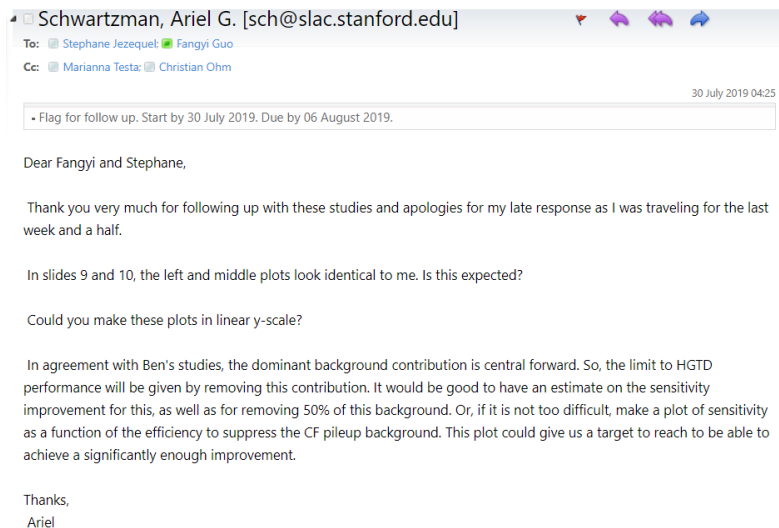 Schwartzman, Ariel G. [sch@slac.stanford.edu]
To: Stephane Jezequel; Fangyi Guo
Cc: Marianna Testa; Christian Ohm
30 July 2019 04:25
▪ Flag for follow up. Start by 30 July 2019. Due by 06 August 2019.
Dear Fangyi and Stephane,
Thank you very much for following up with these studies and apologies for my late response as I was traveling for the last
week and a half.
In slides 9 and 10, the left and middle plots look identical to me. Is this expected?
Could you make these plots in linear y-scale?
In agreement with Ben's studies, the dominant background contribution is central forward. So, the limit to HGTD
performance will be given by removing this contribution. It would be good to have an estimate on the sensitivity
improvement for this, as well as for removing 50% of this background. Or, if it is not too difficult, make a plot of sensitivity
as a function of the efficiency to suppress the CF pileup background. This plot could give us a target to reach to be able to
achieve a significantly enough improvement.
Thanks,
Ariel